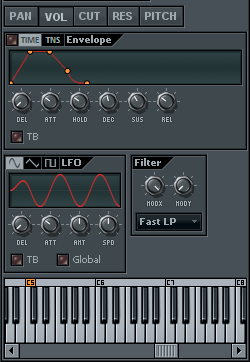 PAN VOL CUT RES PITCH
TIME TNS Envelope
DEL ATT HOLD DEC SUS REL
TB
LFO Filter
MODX MODY
Fast LP
DEL ATT AMT SPD
TB Global
C5 C6 C7 C8